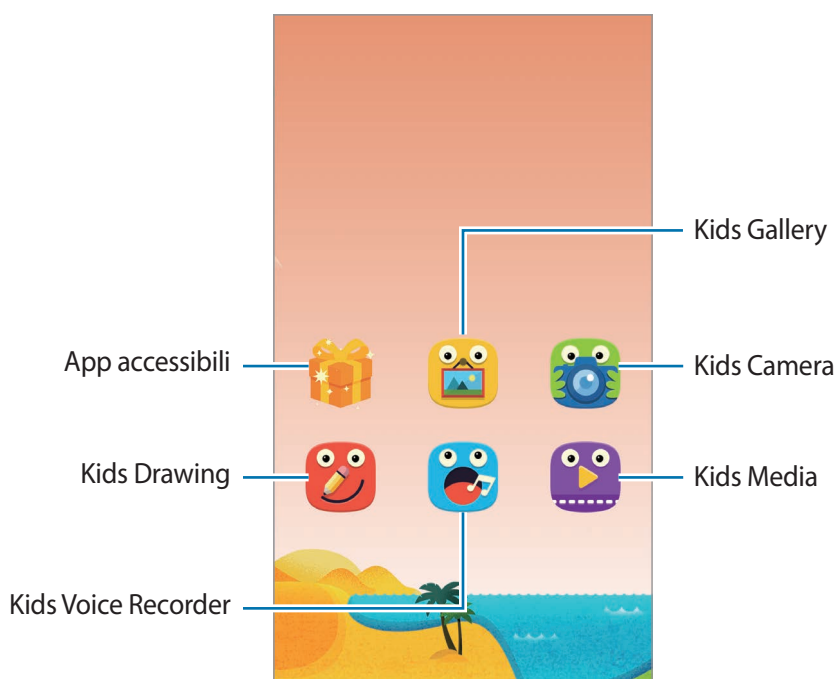 Kids Gallery
App accessibili
Kids Camera
Kids Drawing
Kids Media
Kids Voice Recorder